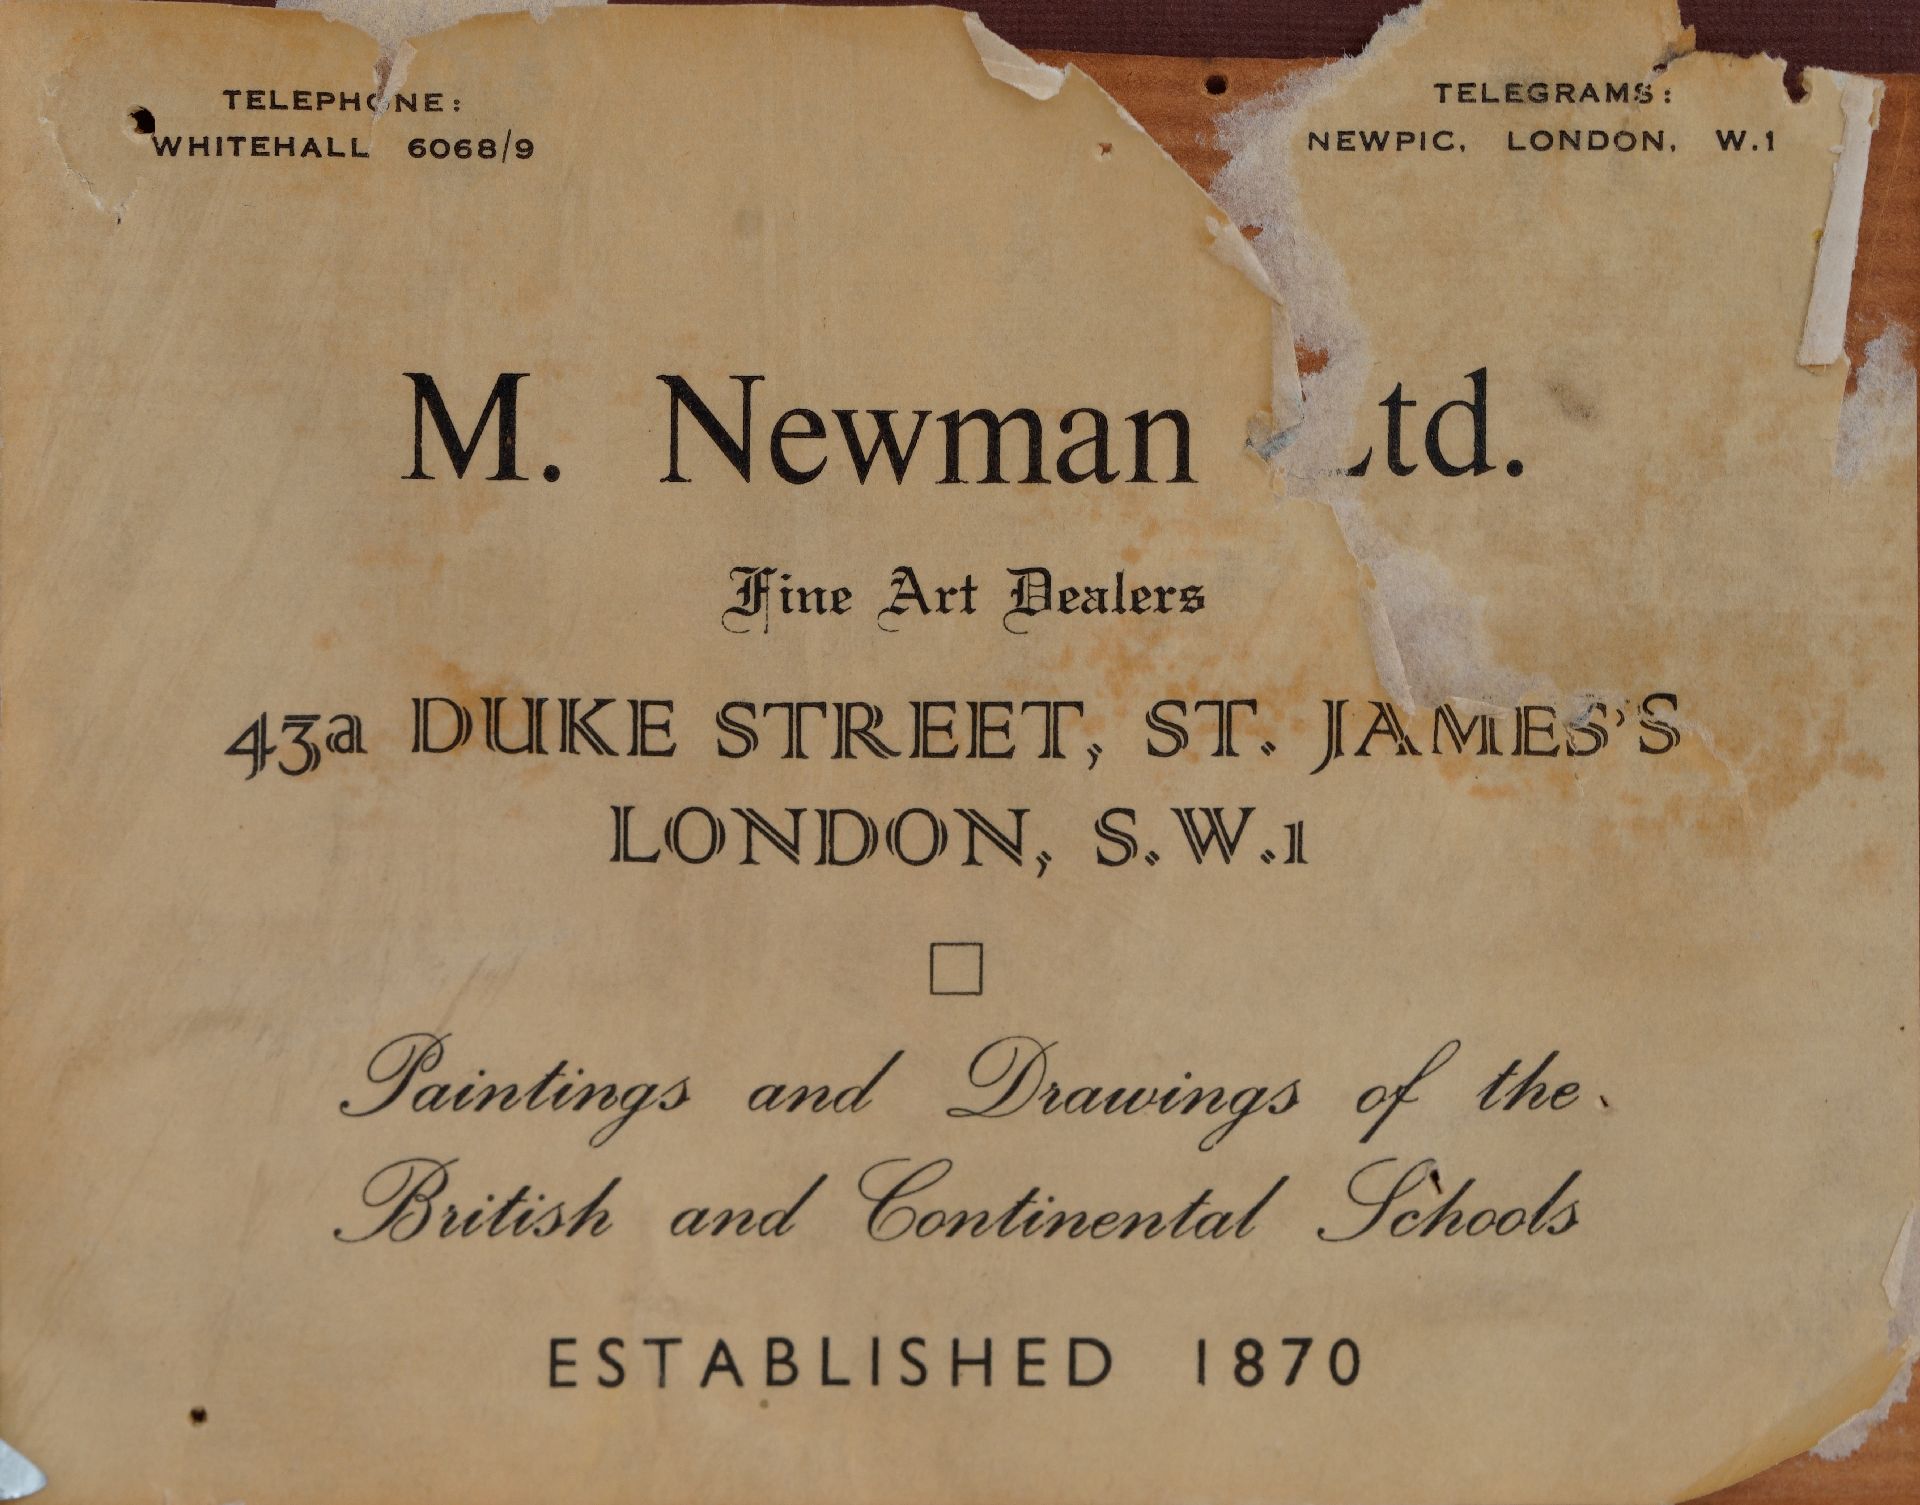 TELEPHONE:
WHITEHALL 6068/9
TELEGRAMS:
NEWPIC, LONDON, W.1
M. Newman Ltd.
Fine Art Dealers
43a DUKE STREET, ST. JAMES'S
LONDON, S.W.1
Paintings and Drawings of the
British and Continental Schools
ESTABLISHED 1870